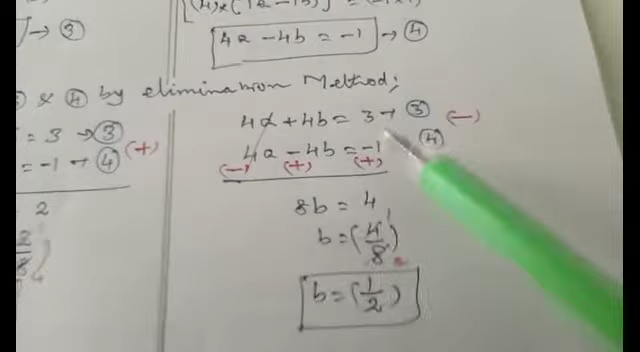 4a - 4b = -1 → ④
& ④ by elimination Method;
= 3 → ③
4a + 4b = 3 → ③ (-)
= -1 → ④ (+)
4a - 4b = -1 ④
(-) (+) (+)
2
8b = 4
b = (4/8)
b = (1/2)